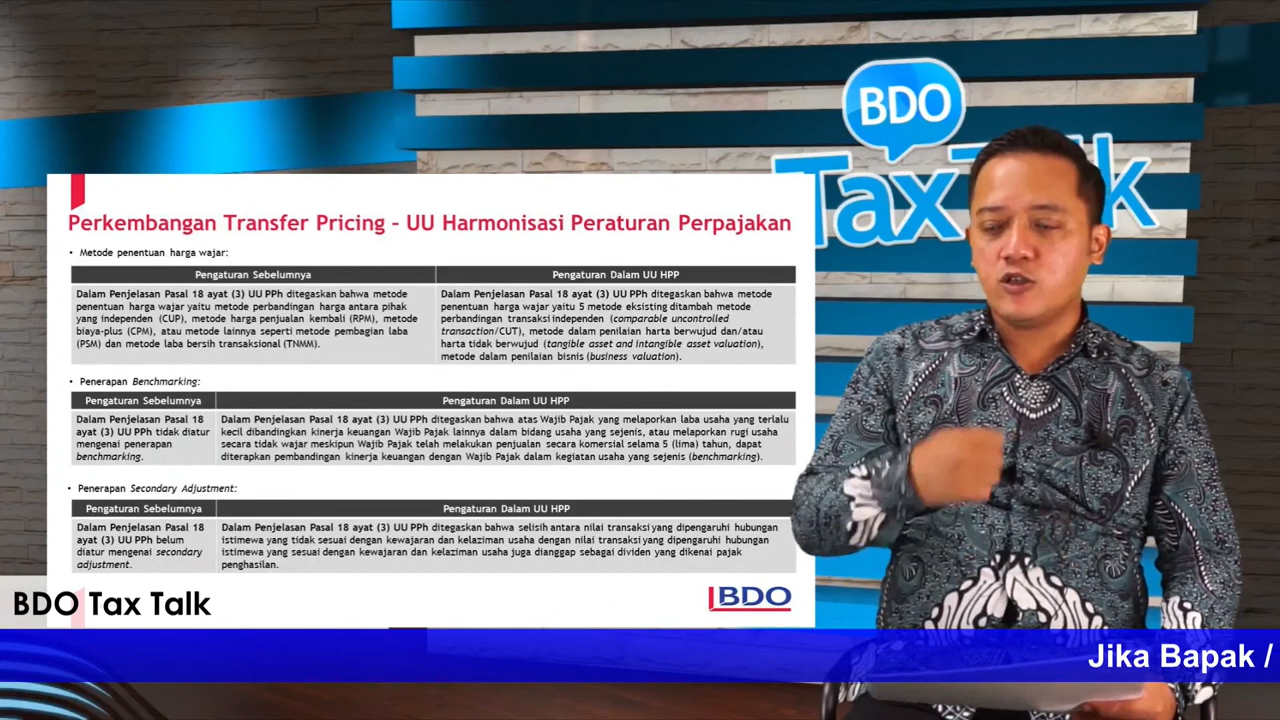 BDO
Tax Talk
Perkembangan Transfer Pricing - UU Harmonisasi Peraturan Perpajakan
• Metode penentuan harga wajar:
Pengaturan Sebelumnya
Pengaturan Dalam UU HPP
Dalam Penjelasan Pasal 18 ayat (3) UU PPh ditegaskan bahwa metode
penentuan harga wajar yaitu metode perbandingan harga antara pihak
yang independen (CUP), metode harga penjualan kembali (RPM), metode
biaya-plus (CPM), atau metode lainnya seperti metode pembagian laba
(PSM) dan metode laba bersih transaksional (TNMM).
Dalam Penjelasan Pasal 18 ayat (3) UU PPh ditegaskan bahwa metode
penentuan harga wajar yaitu 5 metode eksisting ditambah metode
perbandingan transaksi independen (comparable uncontrolled
transaction/CUT), metode dalam penilaian harta berwujud dan/atau
harta tidak berwujud (tangible asset and intangible asset valuation),
metode dalam penilaian bisnis (business valuation).
• Penerapan Benchmarking:
Pengaturan Sebelumnya
Pengaturan Dalam UU HPP
Dalam Penjelasan Pasal 18
ayat (3) UU PPh tidak diatur
mengenai penerapan
benchmarking.
Dalam Penjelasan Pasal 18 ayat (3) UU PPh ditegaskan bahwa atas Wajib Pajak yang melaporkan laba usaha yang terlalu
kecil dibandingkan kinerja keuangan Wajib Pajak lainnya dalam bidang usaha yang sejenis, atau melaporkan rugi usaha
secara tidak wajar meskipun Wajib Pajak telah melakukan penjualan secara komersial selama 5 (lima) tahun, dapat
diterapkan pembandingan kinerja keuangan dengan Wajib Pajak dalam kegiatan usaha yang sejenis (benchmarking).
• Penerapan Secondary Adjustment:
Pengaturan Sebelumnya
Pengaturan Dalam UU HPP
Dalam Penjelasan Pasal 18
ayat (3) UU PPh belum
diatur mengenai secondary
adjustment.
Dalam Penjelasan Pasal 18 ayat (3) UU PPh ditegaskan bahwa selisih antara nilai transaksi yang dipengaruhi hubungan
istimewa yang tidak sesuai dengan kewajaran dan kelaziman usaha dengan nilai transaksi yang dipengaruhi hubungan
istimewa yang sesuai dengan kewajaran dan kelaziman usaha juga dianggap sebagai dividen yang dikenai pajak
penghasilan.
BDO
BDO Tax Talk
Jika Bapak /